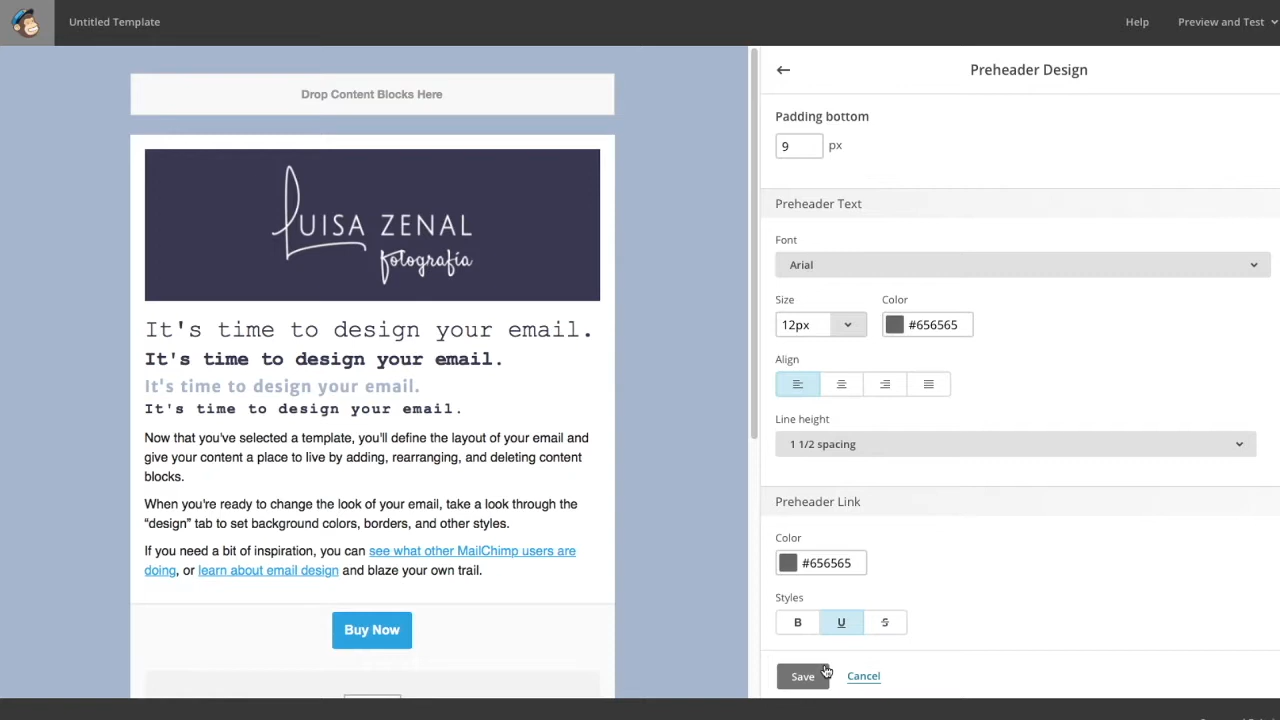 Untitled Template
Help
Preview and Test
Drop Content Blocks Here
LUISA ZENAL
fotografía
It's time to design your email.
It's time to design your email.
It's time to design your email.
It's time to design your email.
Now that you've selected a template, you'll define the layout of your email and
give your content a place to live by adding, rearranging, and deleting content
blocks.
When you're ready to change the look of your email, take a look through the
“design” tab to set background colors, borders, and other styles.
If you need a bit of inspiration, you can see what other MailChimp users are
doing, or learn about email design and blaze your own trail.
Buy Now
Preheader Design
Padding bottom
9 px
Preheader Text
Font
Arial
Size Color
12px #656565
Align
Line height
1 1/2 spacing
Preheader Link
Color
#656565
Styles
B U S
Save Cancel